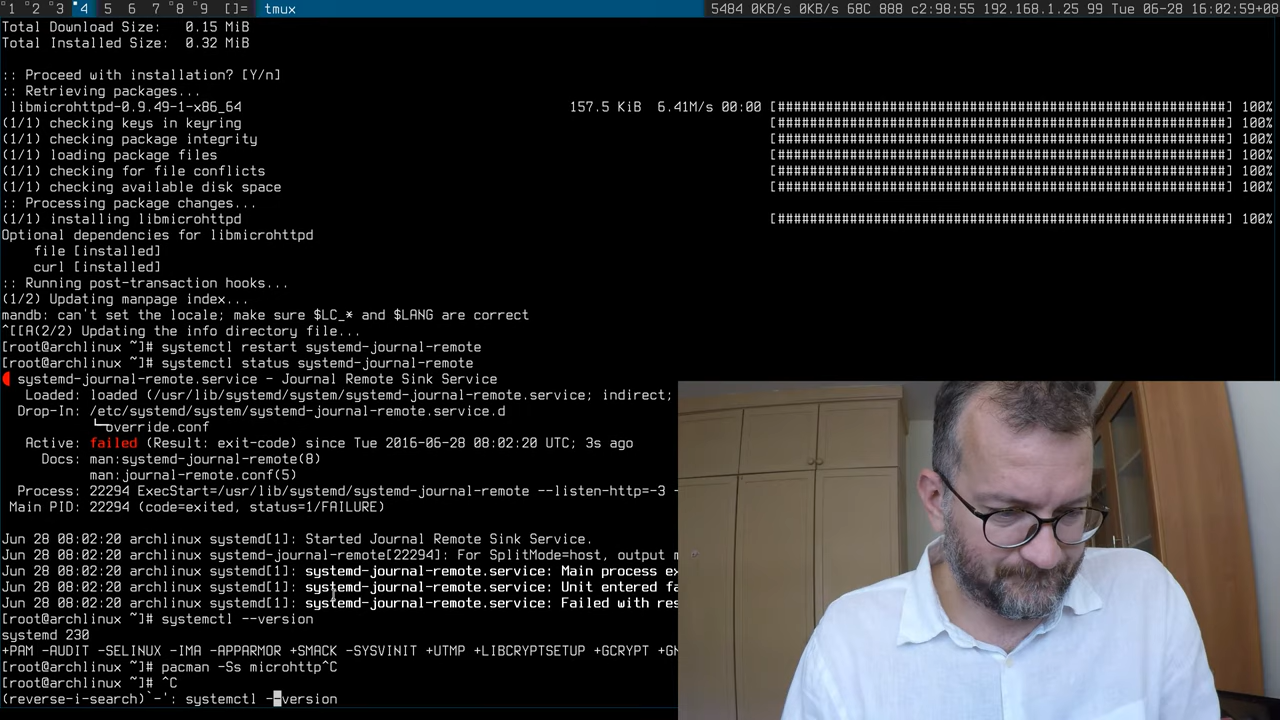 1 2 3 4 5 6 7 8 9 []= tmux 5484 0KB/s 0KB/s 68C 888 c2:98:55 192.168.1.25 99 Tue 06-28 16:02:59+08
Total Download Size: 0.15 MiB
Total Installed Size: 0.32 MiB
:: Proceed with installation? [Y/n]
:: Retrieving packages...
libmicrohttpd-0.9.49-1-x86_64 157.5 KiB 6.41M/s 00:00 [##########################################################] 100%
(1/1) checking keys in keyring [##########################################################] 100%
(1/1) checking package integrity [##########################################################] 100%
(1/1) loading package files [##########################################################] 100%
(1/1) checking for file conflicts [##########################################################] 100%
(1/1) checking available disk space [##########################################################] 100%
:: Processing package changes...
(1/1) installing libmicrohttpd [##########################################################] 100%
Optional dependencies for libmicrohttpd
file [installed]
curl [installed]
:: Running post-transaction hooks...
(1/2) Updating manpage index...
mandb: can't set the locale; make sure $LC_* and $LANG are correct
^[[A(2/2) Updating the info directory file...
[root@archlinux ~]# systemctl restart systemd-journal-remote
[root@archlinux ~]# systemctl status systemd-journal-remote
systemd-journal-remote.service - Journal Remote Sink Service
Loaded: loaded (/usr/lib/systemd/system/systemd-journal-remote.service; indirect;
Drop-In: /etc/systemd/system/systemd-journal-remote.service.d
└─override.conf
Active: failed (Result: exit-code) since Tue 2016-06-28 08:02:20 UTC; 3s ago
Docs: man:systemd-journal-remote(8)
man:journal-remote.conf(5)
Process: 22294 ExecStart=/usr/lib/systemd/systemd-journal-remote --listen-http=-3 -
Main PID: 22294 (code=exited, status=1/FAILURE)
Jun 28 08:02:20 archlinux systemd[1]: Started Journal Remote Sink Service.
Jun 28 08:02:20 archlinux systemd-journal-remote[22294]: For SplitMode=host, output m
Jun 28 08:02:20 archlinux systemd[1]: systemd-journal-remote.service: Main process ex
Jun 28 08:02:20 archlinux systemd[1]: systemd-journal-remote.service: Unit entered fa
Jun 28 08:02:20 archlinux systemd[1]: systemd-journal-remote.service: Failed with res
[root@archlinux ~]# systemctl --version
systemd 230
+PAM -AUDIT -SELINUX -IMA -APPARMOR +SMACK -SYSVINIT +UTMP +LIBCRYPTSETUP +GCRYPT +GN
[root@archlinux ~]# pacman -Ss microhttp^C
[root@archlinux ~]# ^C
(reverse-i-search)`-': systemctl --version